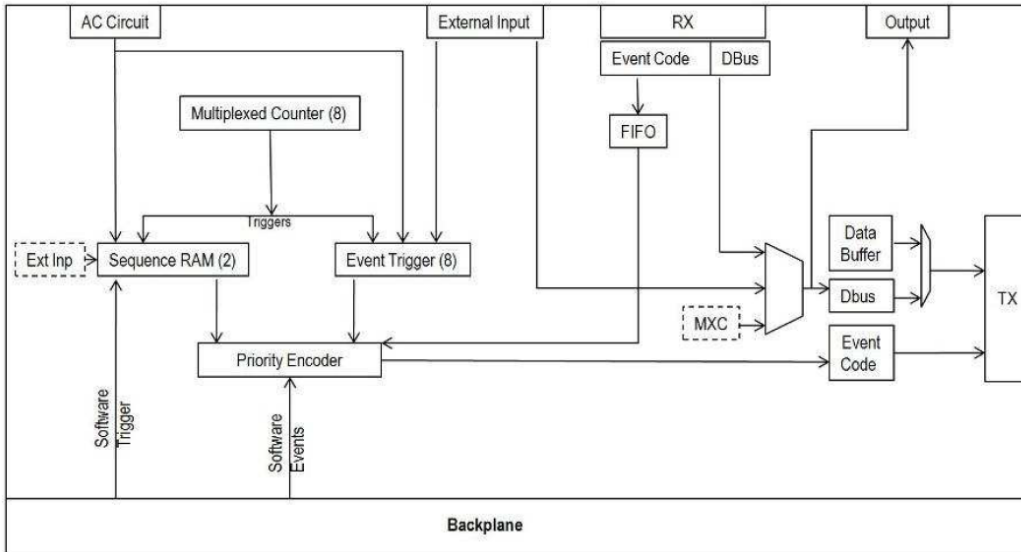 AC Circuit
External Input
RX
Output
Event Code
DBus
Multiplexed Counter (8)
FIFO
Triggers
Ext Inp
Sequence RAM (2)
Event Trigger (8)
Data
Buffer
Dbus
TX
MXC
Priority Encoder
Event
Code
Software
Trigger
Software
Events
Backplane